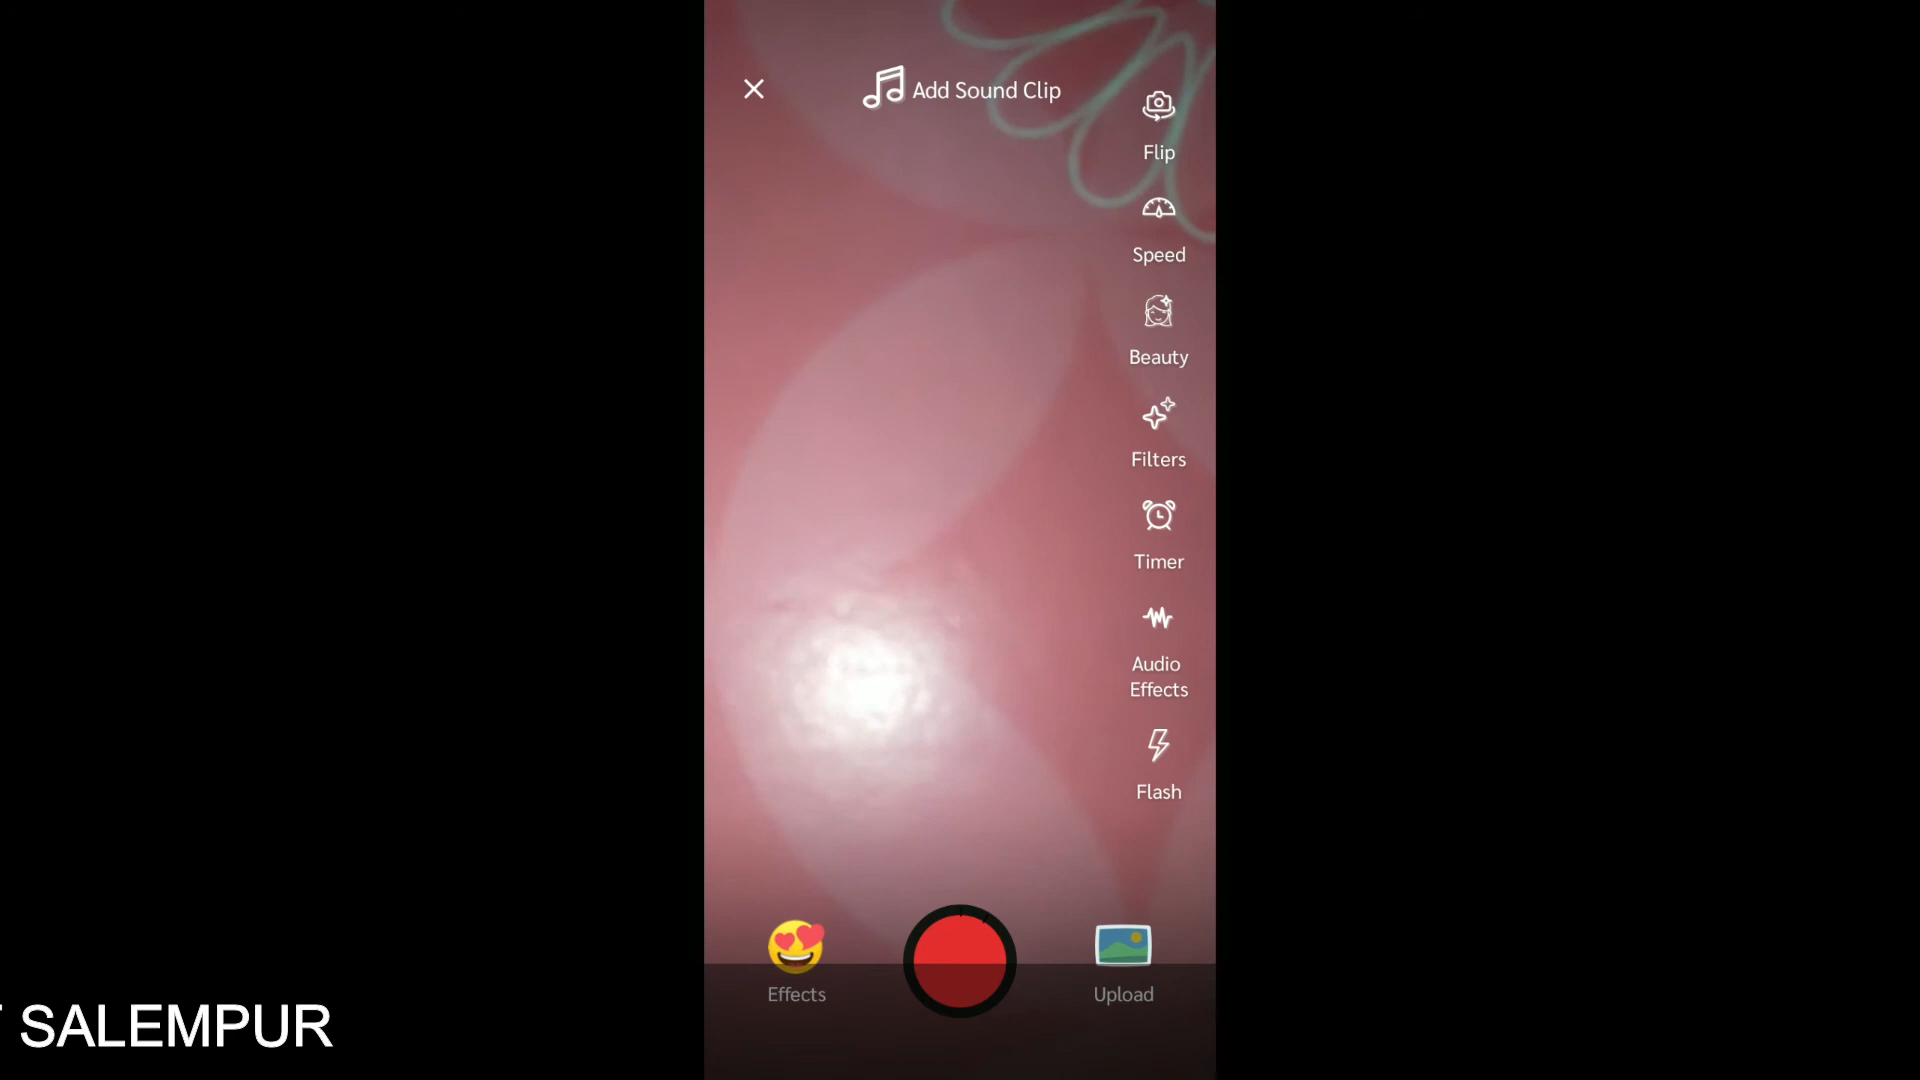 Add Sound Clip
Flip
Speed
Beauty
Filters
Timer
Audio
Effects
Flash
Effects
Upload
SALEMPUR